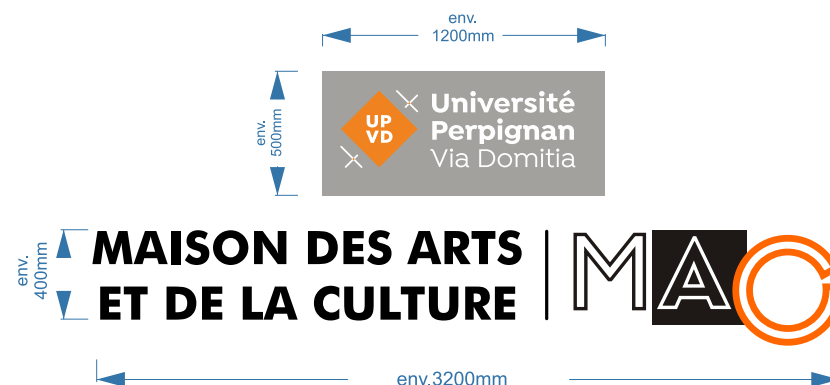 env.
1200mm
env.
500mm
UP
VD
Université
Perpignan
Via Domitia
env.
400mm
MAISON DES ARTS
ET DE LA CULTURE
MAC
env.3200mm